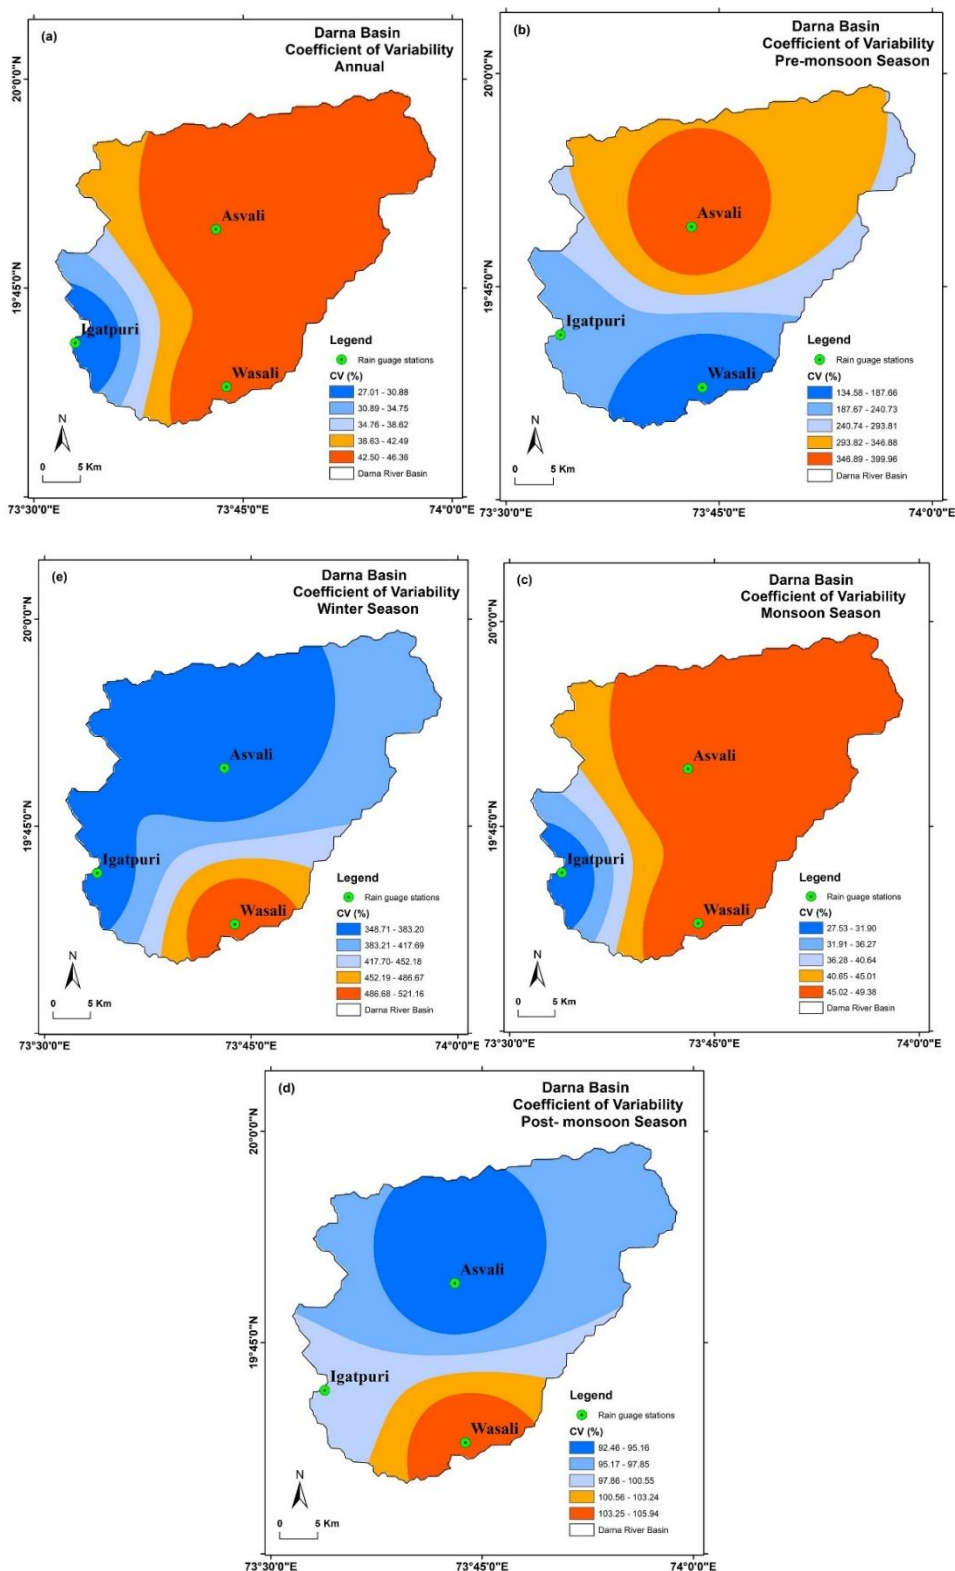 (a)
Darna Basin
Coefficient of Variability
Annual
20°0'0"N
19°45'0"N
Asvali
Igatpuri
Wasali
Legend
Rain guage stations
CV (%)
27.01 - 30.88
30.89 - 34.75
34.76 - 38.62
38.63 - 42.49
42.50 - 46.36
Darna River Basin
N
0 5 Km
73°30'0"E
73°45'0"E
74°0'0"E
(b)
Darna Basin
Coefficient of Variability
Pre-monsoon Season
20°0'0"N
19°45'0"N
Asvali
Igatpuri
Wasali
Legend
Rain guage stations
CV (%)
134.58 - 187.66
187.67 - 240.73
240.74 - 293.81
293.82 - 346.88
346.89 - 399.96
Darna River Basin
N
0 5 Km
73°30'0"E
73°45'0"E
74°0'0"E
(e)
Darna Basin
Coefficient of Variability
Winter Season
20°0'0"N
19°45'0"N
Asvali
Igatpuri
Wasali
Legend
Rain guage stations
CV (%)
348.71 - 383.20
383.21 - 417.69
417.70- 452.18
452.19 - 486.67
486.68 - 521.16
Darna River Basin
N
0 5 Km
73°30'0"E
73°45'0"E
74°0'0"E
(c)
Darna Basin
Coefficient of Variability
Monsoon Season
20°0'0"N
19°45'0"N
Asvali
Igatpuri
Wasali
Legend
Rain guage stations
CV (%)
27.53 - 31.90
31.91 - 36.27
36.28 - 40.64
40.65 - 45.01
45.02 - 49.38
Darna River Basin
N
0 5 Km
73°30'0"E
73°45'0"E
74°0'0"E
(d)
Darna Basin
Coefficient of Variability
Post- monsoon Season
20°0'0"N
19°45'0"N
Asvali
Igatpuri
Wasali
Legend
Rain guage stations
CV (%)
92.46 - 95.16
95.17 - 97.85
97.86 - 100.55
100.56 - 103.24
103.25 - 105.94
Darna River Basin
N
0 5 Km
73°30'0"E
73°45'0"E
74°0'0"E